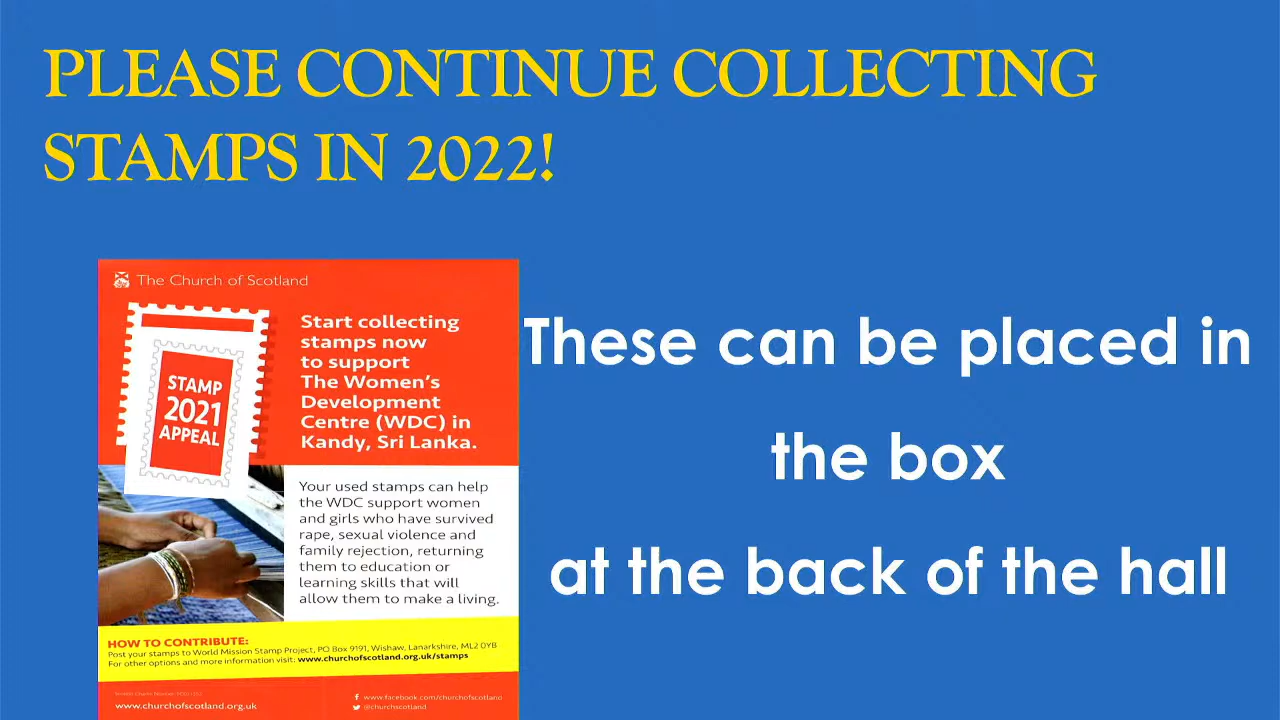 PLEASE CONTINUE COLLECTING
STAMPS IN 2022!
The Church of Scotland
STAMP
2021
APPEAL
Start collecting
stamps now
to support
The Women's
Development
Centre (WDC) in
Kandy, Sri Lanka.
Your used stamps can help
the WDC support women
and girls who have survived
rape, sexual violence and
family rejection, returning
them to education or
learning skills that will
allow them to make a living.
HOW TO CONTRIBUTE:
Post your stamps to World Mission Stamp Project, PO Box 9191, Wishaw, Lanarkshire, ML2 0YB
For other options and more information visit: www.churchofscotland.org.uk/stamps
www.churchofscotland.org.uk
www.facebook.com/churchofscotland
@churchscotland
These can be placed in
the box
at the back of the hall